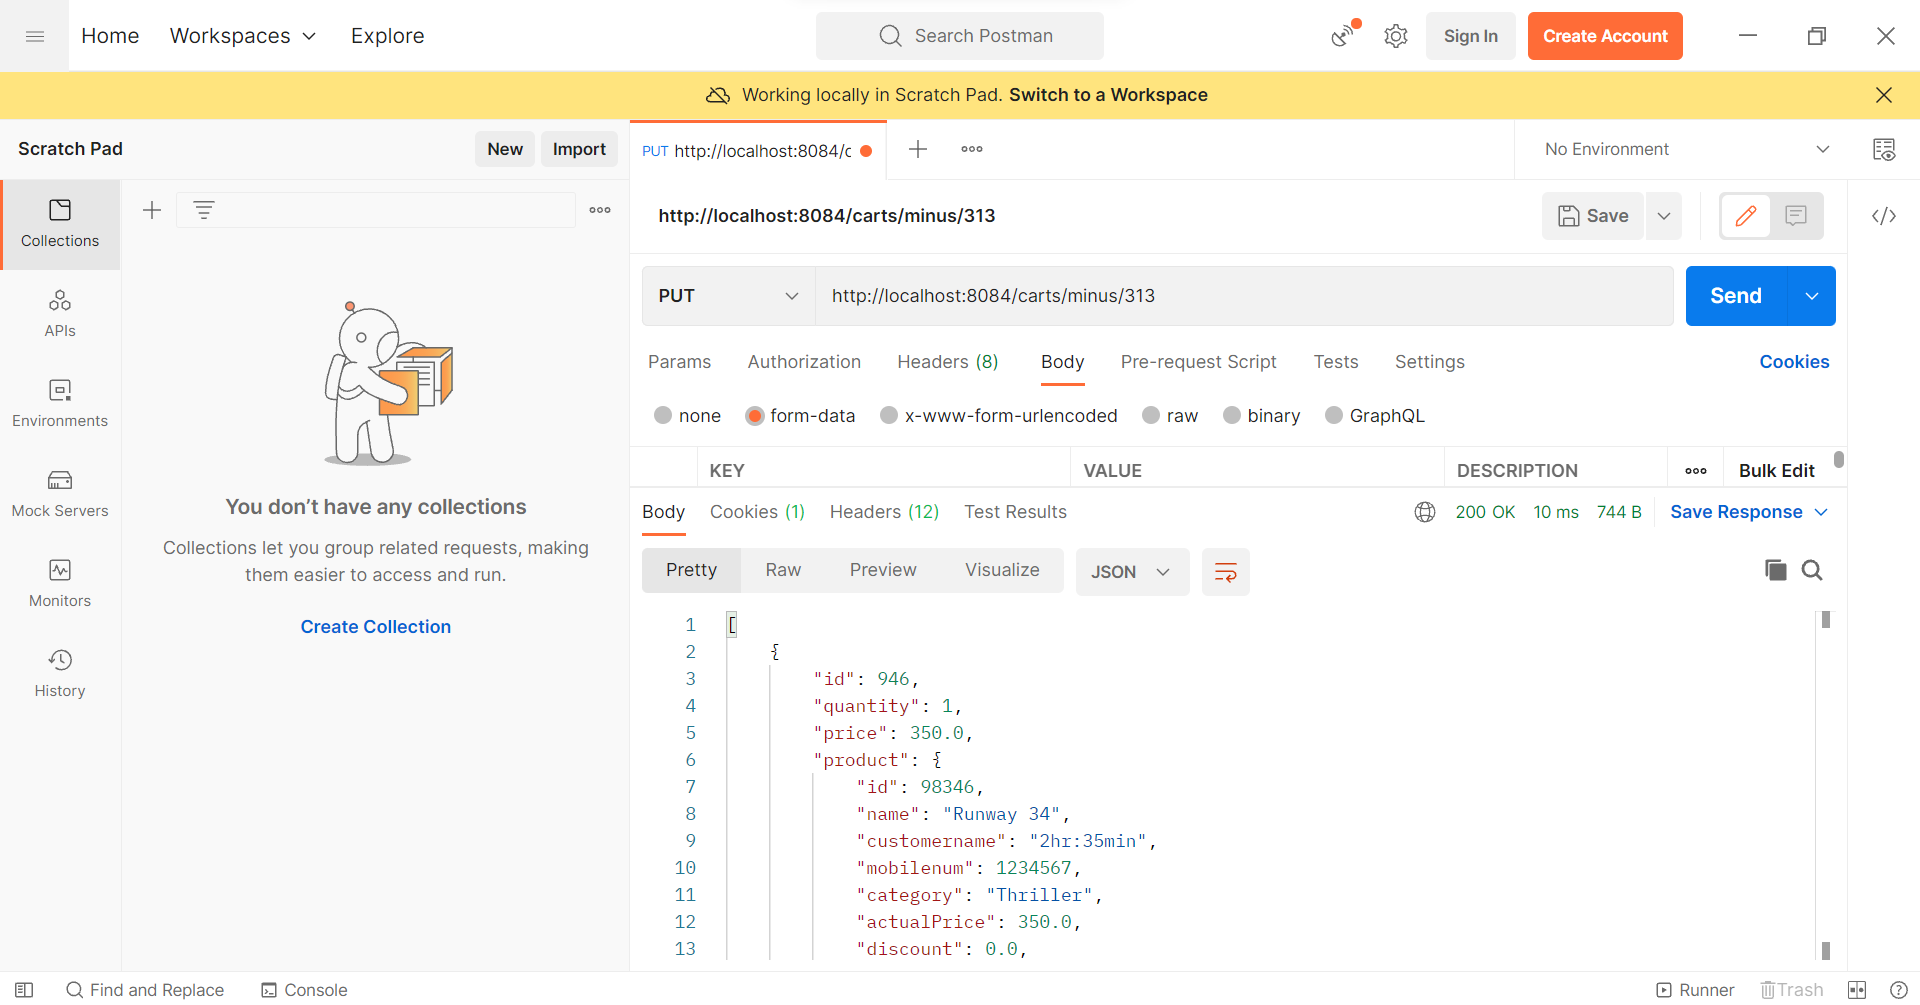 Home Workspaces Explore Search Postman Sign In Create Account
Working locally in Scratch Pad. Switch to a Workspace
Scratch Pad New Import
PUT http://localhost:8084/c
No Environment
Collections
APIs
Environments
Mock Servers
Monitors
History
You don’t have any collections
Collections let you group related requests, making
them easier to access and run.
Create Collection
http://localhost:8084/carts/minus/313
Save
PUT http://localhost:8084/carts/minus/313 Send
Params Authorization Headers (8) Body Pre-request Script Tests Settings Cookies
none form-data x-www-form-urlencoded raw binary GraphQL
KEY VALUE DESCRIPTION Bulk Edit
Body Cookies (1) Headers (12) Test Results 200 OK 10 ms 744 B Save Response
Pretty Raw Preview Visualize JSON
1 [
2 {
3 "id": 946,
4 "quantity": 1,
5 "price": 350.0,
6 "product": {
7 "id": 98346,
8 "name": "Runway 34",
9 "customername": "2hr:35min",
10 "mobilenum": 1234567,
11 "category": "Thriller",
12 "actualPrice": 350.0,
13 "discount": 0.0,
Find and Replace Console Runner Trash